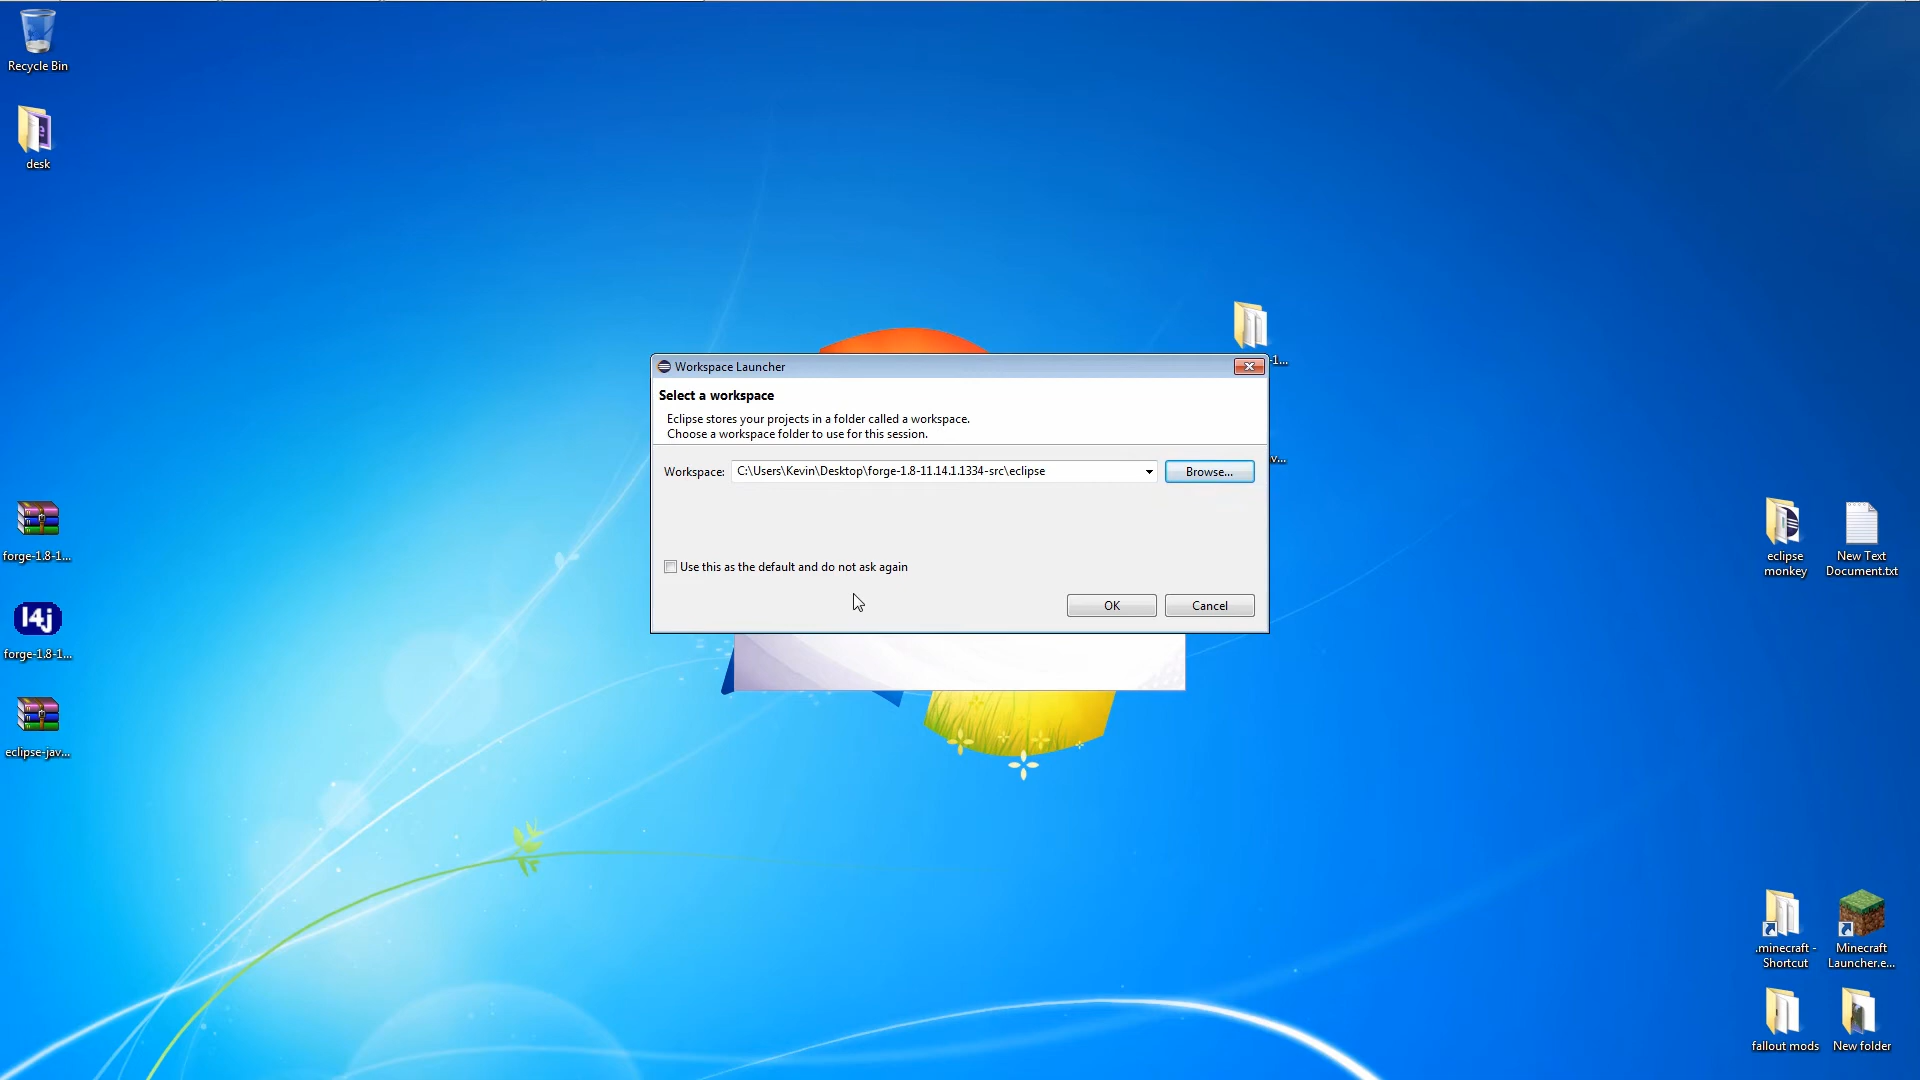 Recycle Bin
desk
forge-1.8-1...
l4j
forge-1.8-1...
eclipse-jav...
Workspace Launcher
Select a workspace
Eclipse stores your projects in a folder called a workspace.
Choose a workspace folder to use for this session.
Workspace:
C:\Users\Kevin\Desktop\forge-1.8-11.14.1.1334-src\eclipse
Browse...
Use this as the default and do not ask again
OK
Cancel
-1...
v...
eclipse
monkey
New Text
Document.txt
.minecraft -
Shortcut
Minecraft
Launcher.e...
fallout mods
New folder